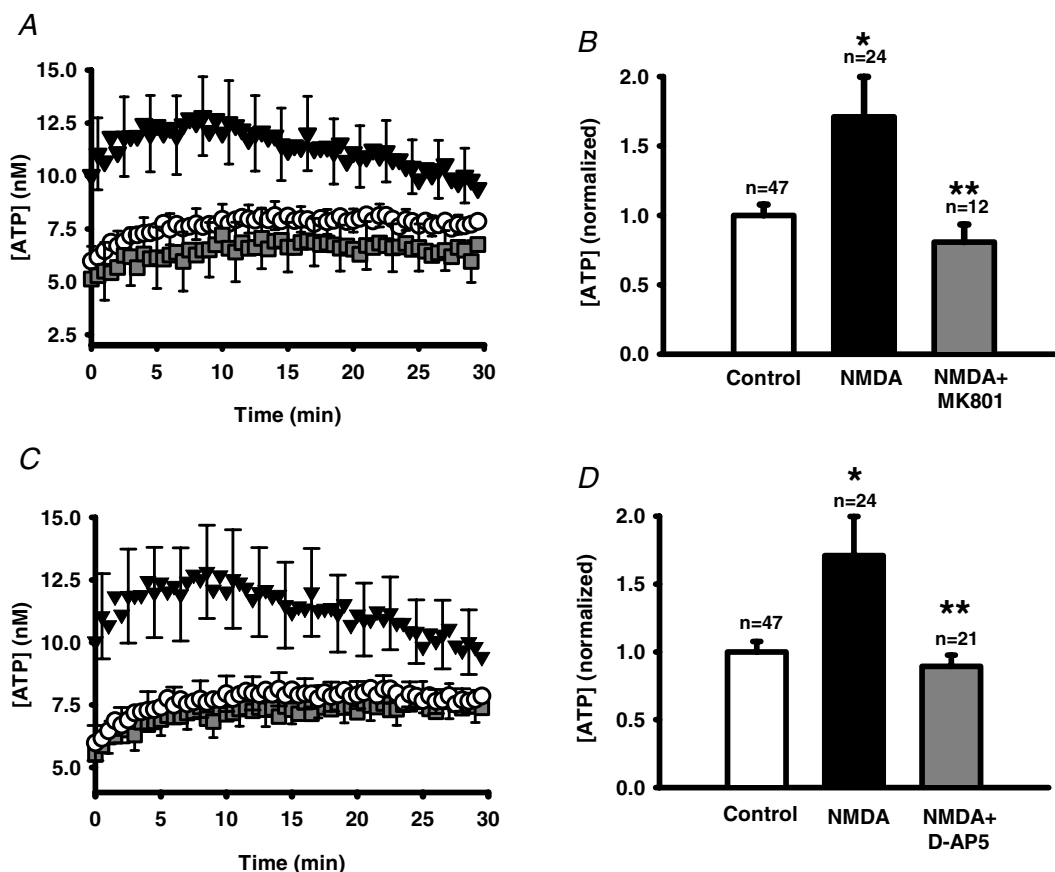 A
[ATP] (nM)
15.0
12.5
10.0
7.5
5.0
2.5
0 5 10 15 20 25 30
Time (min)
B
[ATP] (normalized)
2.0
1.5
1.0
0.5
0.0
*
n=24
n=47
**
n=12
Control NMDA NMDA+
MK801
C
[ATP] (nM)
15.0
12.5
10.0
7.5
5.0
0 5 10 15 20 25 30
Time (min)
D
[ATP] (normalized)
2.0
1.5
1.0
0.5
0.0
*
n=24
n=47
**
n=21
Control NMDA NMDA+
D-AP5